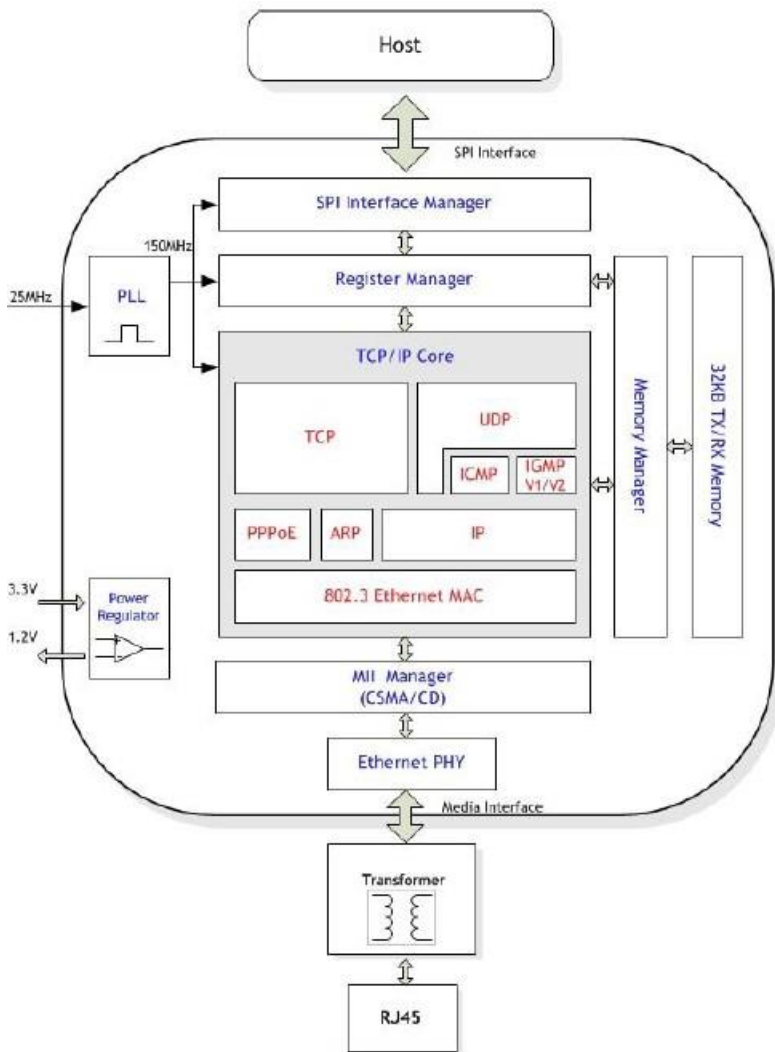 Host
SPI Interface
SPI Interface Manager
150MHz
25MHz
PLL
Register Manager
TCP/IP Core
TCP
UDP
ICMP
IGMP
V1/V2
PPPoE
ARP
IP
802.3 Ethernet MAC
Memory Manager
32KB TX/RX Memory
3.3V
1.2V
Power
Regulator
MII Manager
(CSMA/CD)
Ethernet PHY
Media Interface
Transformer
RJ45